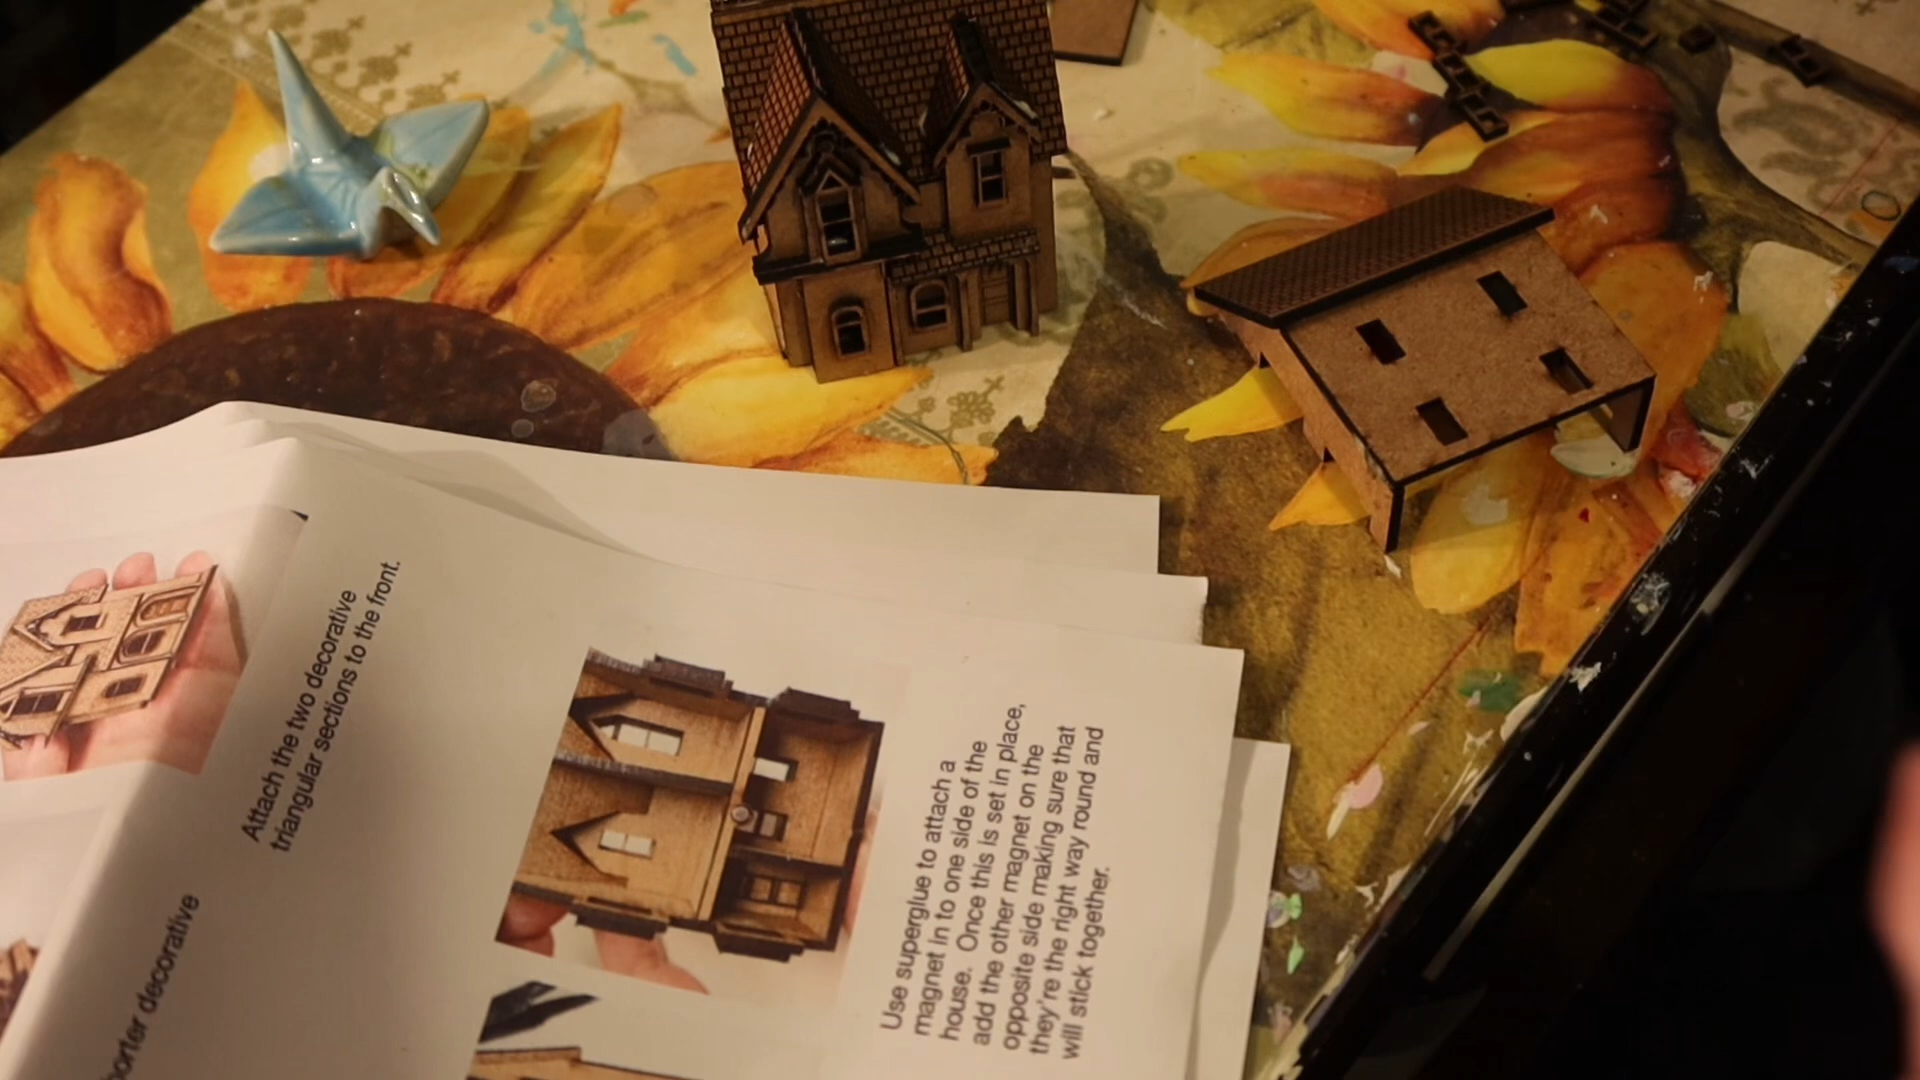 Attach the two decorative
triangular sections to the front.
decorative
Use superglue to attach a
magnet in to one side of the
house. Once this is set in place,
add the other magnet on the
opposite side making sure that
they're the right way round and
will stick together.